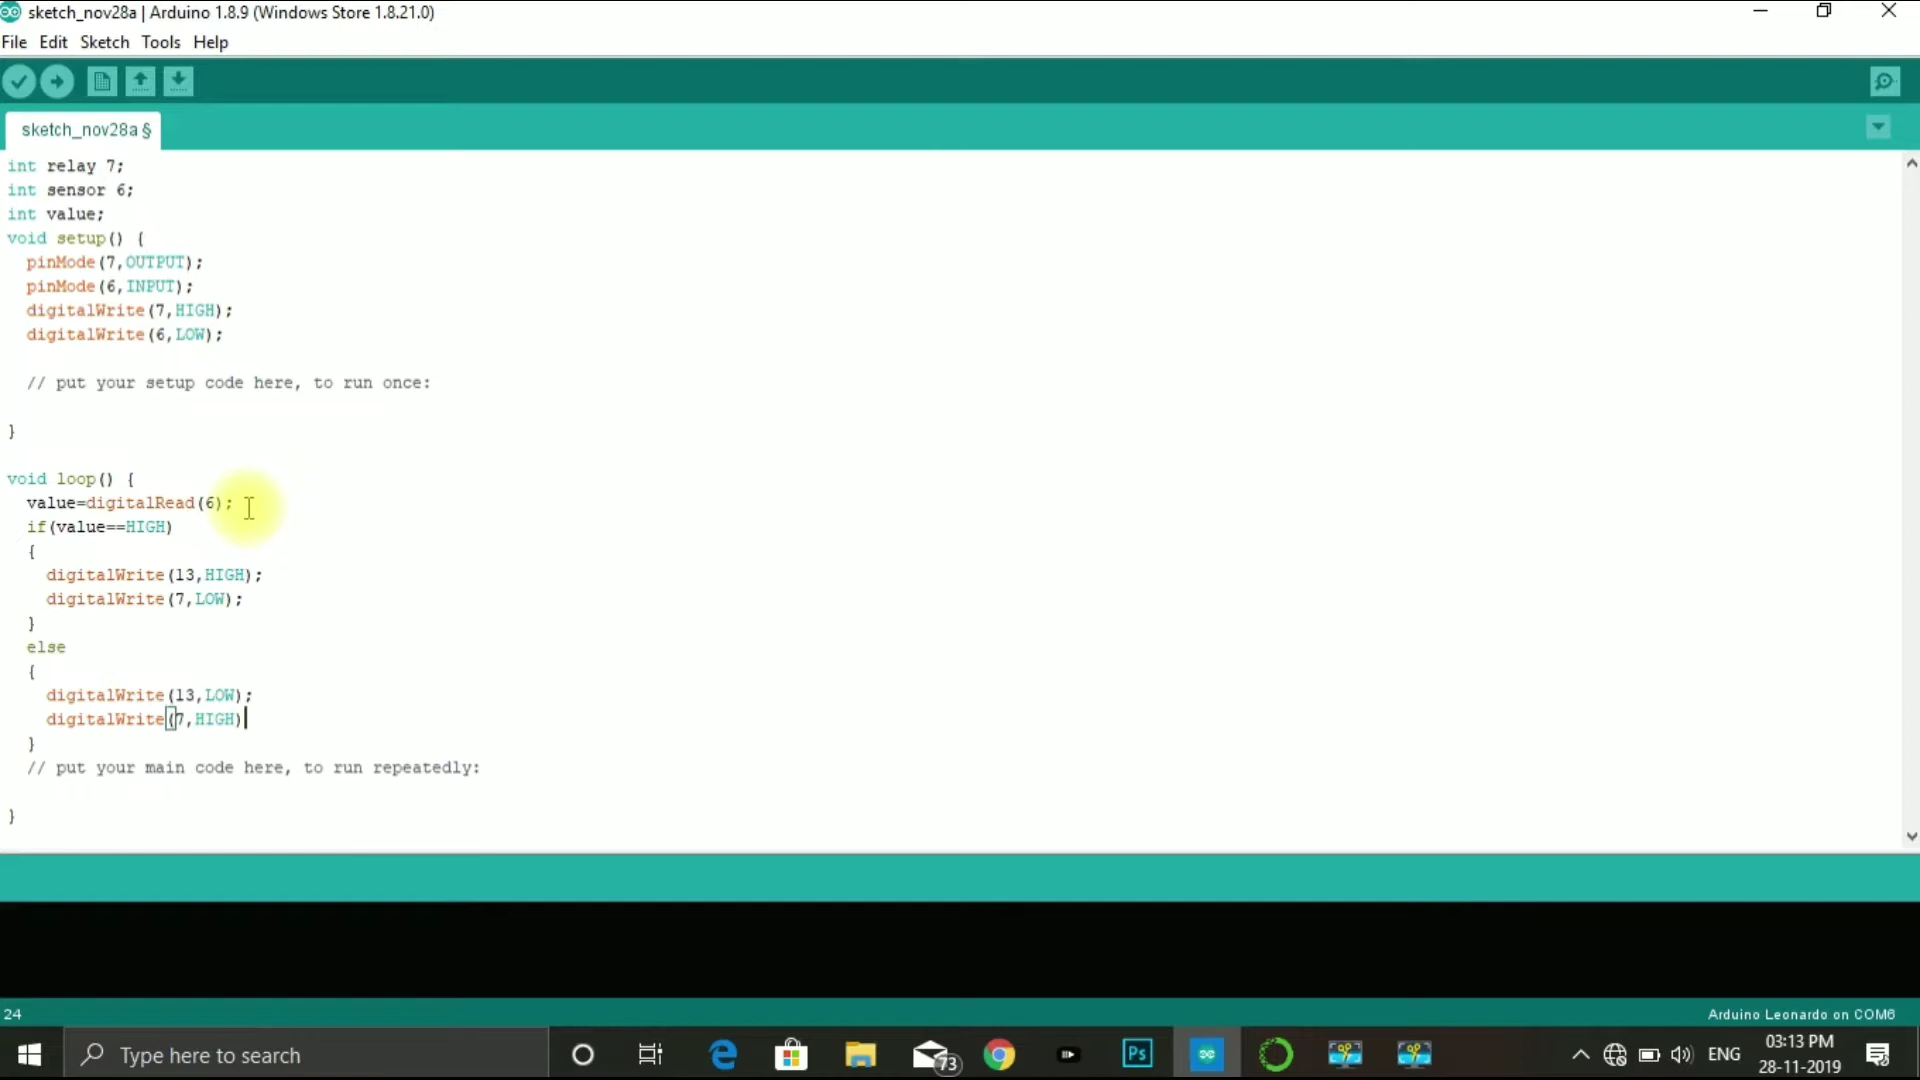 sketch_nov28a | Arduino 1.8.9 (Windows Store 1.8.21.0)
File Edit Sketch Tools Help
sketch_nov28a §
int relay 7;
int sensor 6;
int value;
void setup() {
  pinMode(7,OUTPUT);
  pinMode(6,INPUT);
  digitalWrite(7,HIGH);
  digitalWrite(6,LOW);
  // put your setup code here, to run once:
}
void loop() {
  value=digitalRead(6);
  if(value==HIGH)
  {
    digitalWrite(13,HIGH);
    digitalWrite(7,LOW);
  }
  else
  {
    digitalWrite(13,LOW);
    digitalWrite(7,HIGH)
  }
  // put your main code here, to run repeatedly:
}
24
Arduino Leonardo on COM6
Type here to search
73
Ps
ENG
03:13 PM
28-11-2019